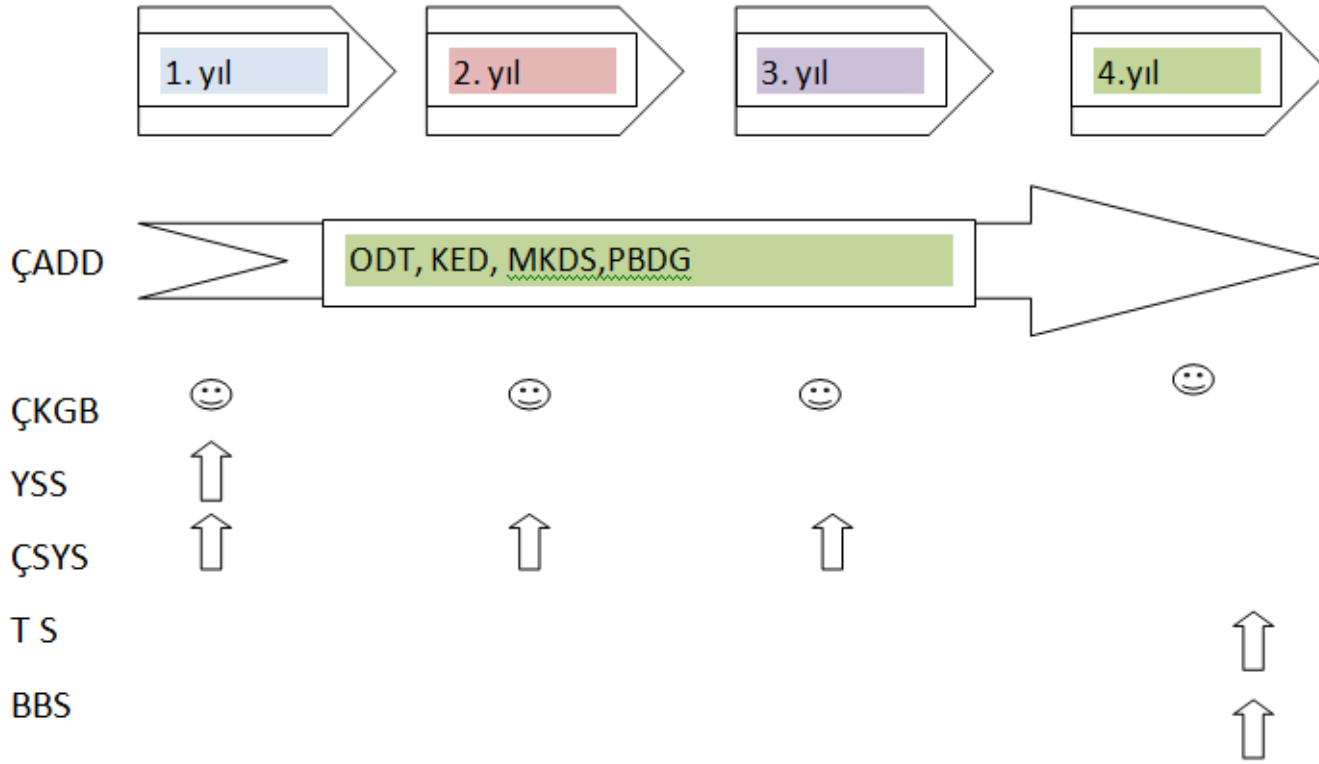 1. yıl
2. yıl
3. yıl
4.yıl
ÇADD
ODT, KED, MKDS,PBDG
ÇKGB
YSS
ÇSYS
T S
BBS